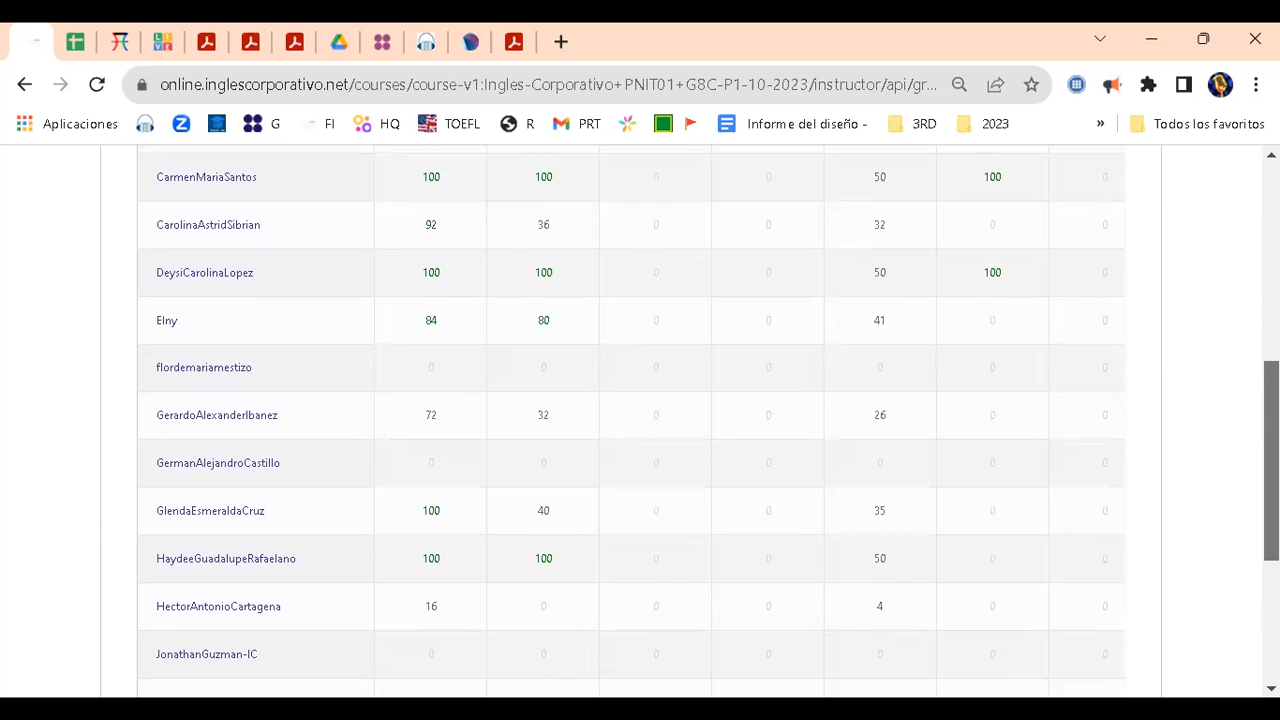 online.inglescorporativo.net/courses/course-v1:Ingles-Corporativo+PNIT01+G8C-P1-10-2023/instructor/api/gr...
Aplicaciones G FI HQ TOEFL R PRT Informe del diseño - 3RD 2023 » Todos los favoritos
CarmenMariaSantos 100 100 0 0 50 100 0
CarolinaAstridSibrian 92 36 0 0 32 0 0
DeysiCarolinaLopez 100 100 0 0 50 100 0
Elny 84 80 0 0 41 0 0
flordemariamestizo 0 0 0 0 0 0 0
GerardoAlexanderIbanez 72 32 0 0 26 0 0
GermanAlejandroCastillo 0 0 0 0 0 0 0
GlendaEsmeraldaCruz 100 40 0 0 35 0 0
HaydeeGuadalupeRafaelano 100 100 0 0 50 0 0
HectorAntonioCartagena 16 0 0 0 4 0 0
JonathanGuzman-IC 0 0 0 0 0 0 0